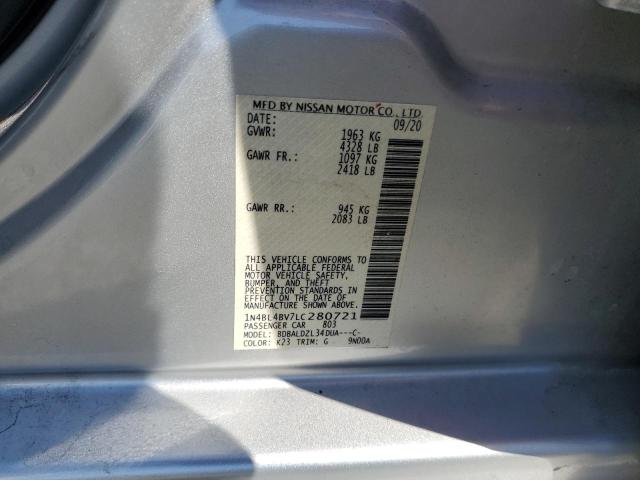 MFD BY NISSAN MOTOR CO., LTD.
DATE: 09/20
GVWR: 1963 KG
4328 LB
GAWR FR.: 1097 KG
2418 LB
GAWR RR.: 945 KG
2083 LB
THIS VEHICLE CONFORMS TO
ALL APPLICABLE FEDERAL
MOTOR VEHICLE SAFETY,
BUMPER, AND THEFT
PREVENTION STANDARDS IN
EFFECT ON THE DATE OF
MANUFACTURE SHOWN ABOVE.
1N4BL4BV7LC280721
PASSENGER CAR 803
MODEL: BDBALDZL34DUA---C-
COLOR: K23 TRIM: G 9N00A